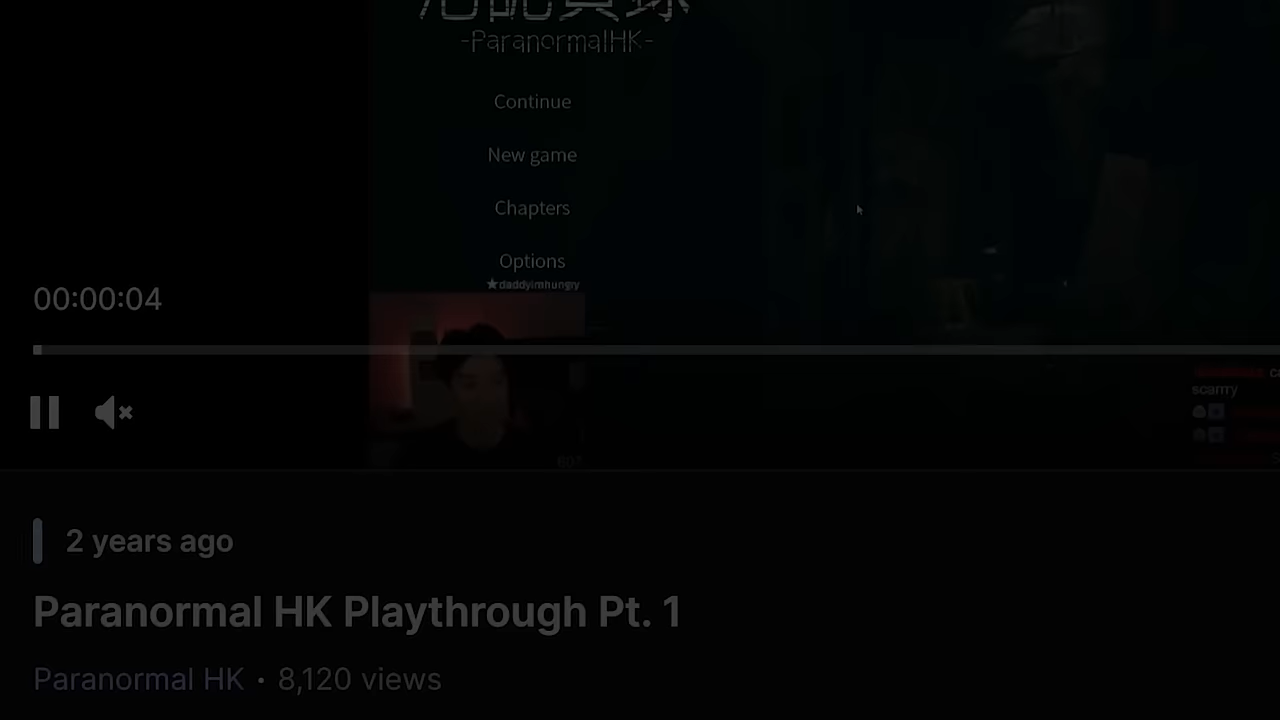 -ParanormalHK-
Continue
New game
Chapters
Options
★daddyimhungry
00:00:04
scarrry
2 years ago
Paranormal HK Playthrough Pt. 1
Paranormal HK • 8,120 views